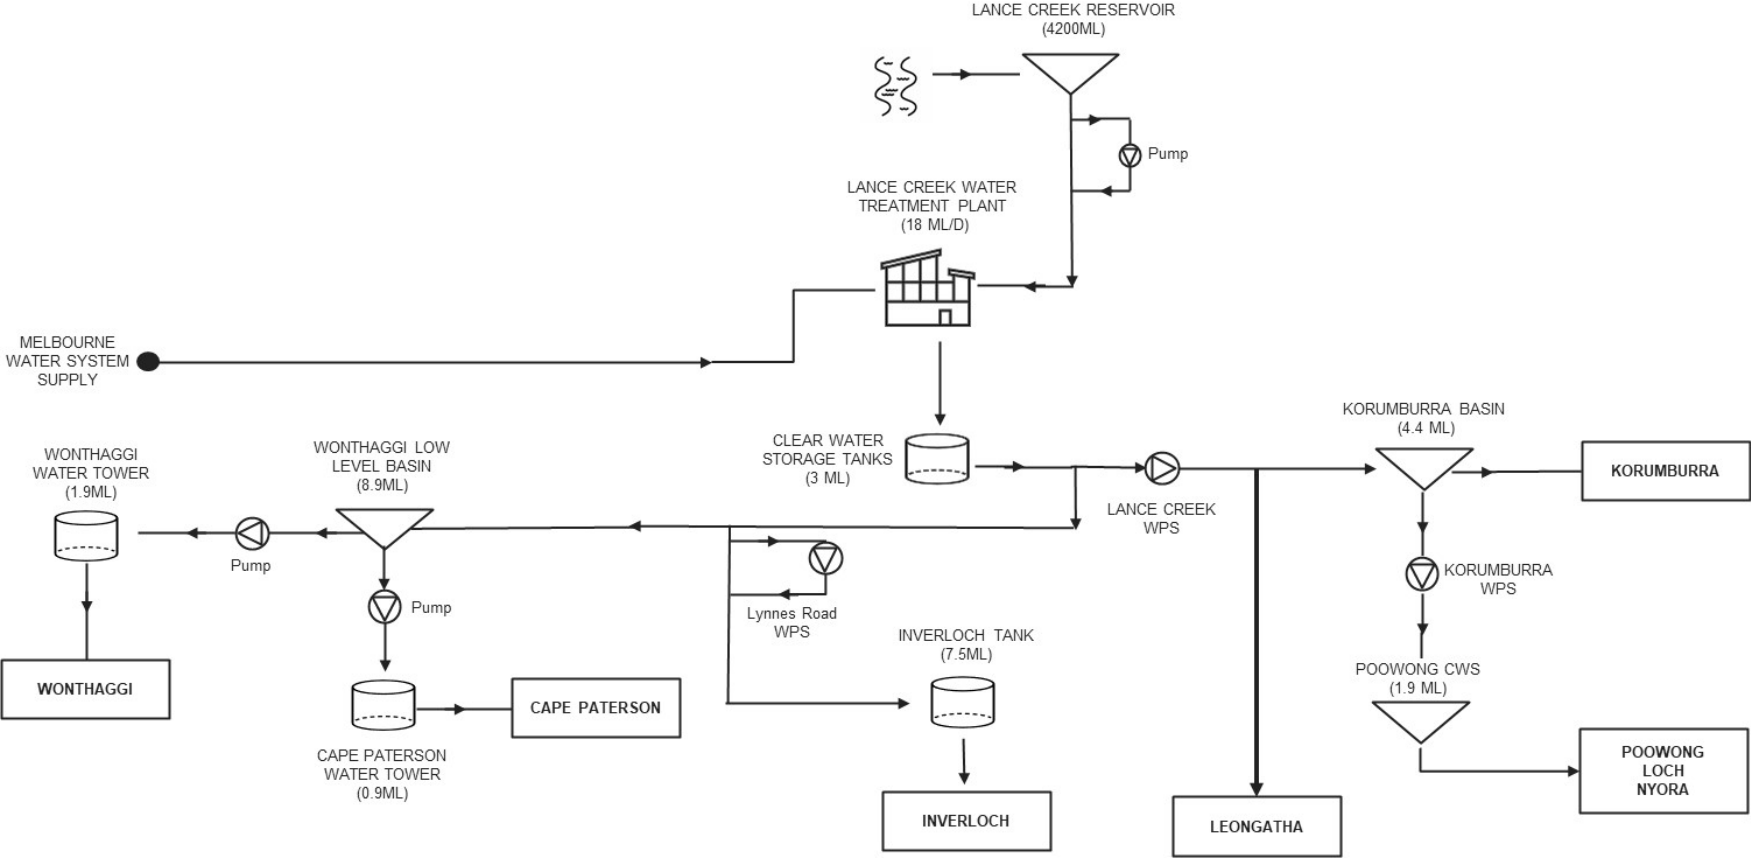 LANCE CREEK RESERVOIR
(4200ML)
Pump
LANCE CREEK WATER
TREATMENT PLANT
(18 ML/D)
MELBOURNE
WATER SYSTEM
SUPPLY
KORUMBURRA BASIN
(4.4 ML)
KORUMBURRA
CLEAR WATER
STORAGE TANKS
(3 ML)
LANCE CREEK
WPS
WONTHAGGI LOW
LEVEL BASIN
(8.9ML)
WONTHAGGI
WATER TOWER
(1.9ML)
Pump
Pump
Lynnes Road
WPS
KORUMBURRA
WPS
INVERLOCH TANK
(7.5ML)
POOWONG CWS
(1.9 ML)
WONTHAGGI
CAPE PATERSON
CAPE PATERSON
WATER TOWER
(0.9ML)
INVERLOCH
LEONGATHA
POOWONG
LOCH
NYORA